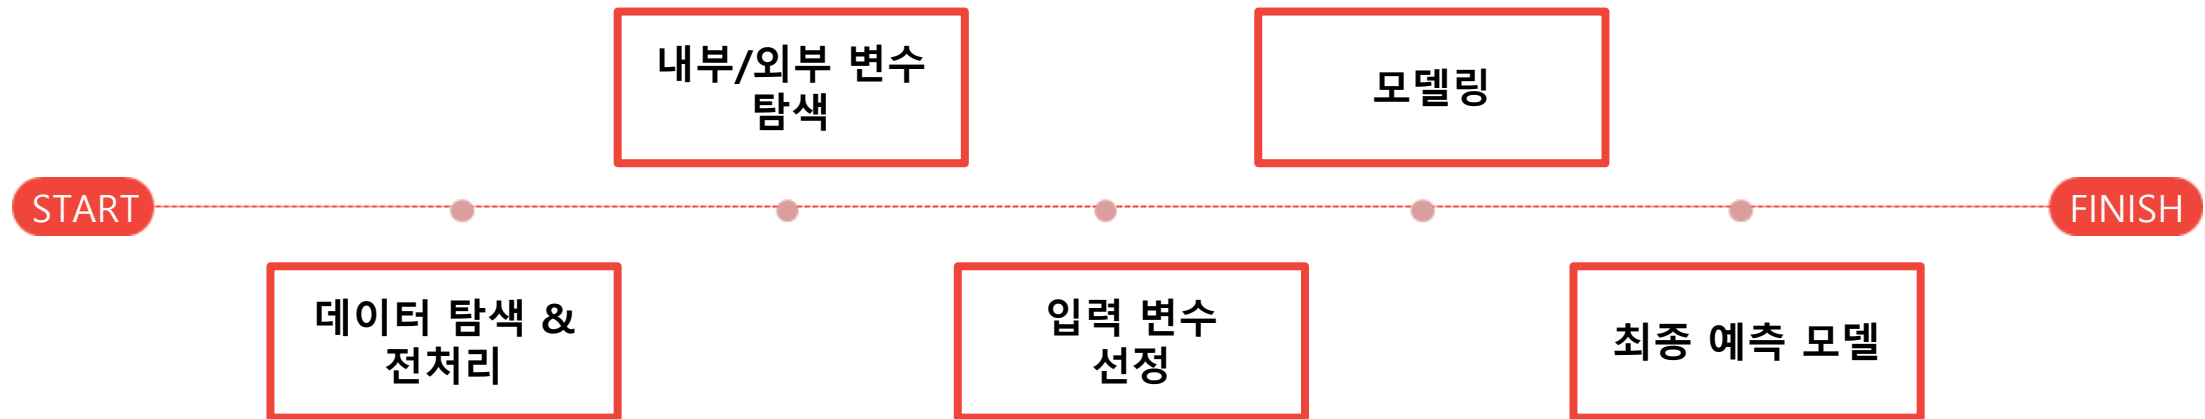 START
데이터 탐색 &
전처리
내부/외부 변수
탐색
입력 변수
선정
모델링
최종 예측 모델
FINISH